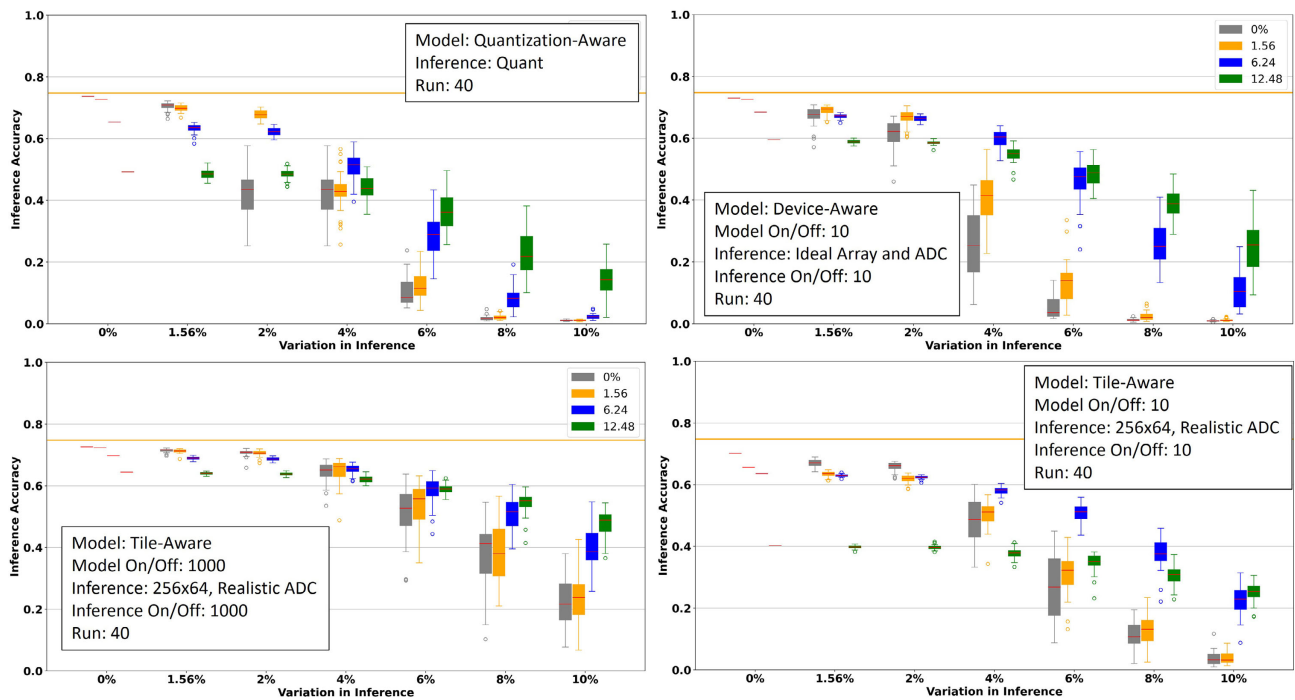 1.0
0.8
0.6
0.4
0.2
0.0
Inference Accuracy
Model: Quantization-Aware
Inference: Quant
Run: 40
0% 1.56% 2% 4% 6% 8% 10%
Variation in Inference
1.0
0.8
0.6
0.4
0.2
0.0
Inference Accuracy
0%
1.56
6.24
12.48
Model: Device-Aware
Model On/Off: 10
Inference: Ideal Array and ADC
Inference On/Off: 10
Run: 40
0% 1.56% 2% 4% 6% 8% 10%
Variation in Inference
1.0
0.8
0.6
0.4
0.2
0.0
Inference Accuracy
0%
1.56
6.24
12.48
Model: Tile-Aware
Model On/Off: 1000
Inference: 256x64, Realistic ADC
Inference On/Off: 1000
Run: 40
0% 1.56% 2% 4% 6% 8% 10%
Variation in Inference
1.0
0.8
0.6
0.4
0.2
0.0
Inference Accuracy
Model: Tile-Aware
Model On/Off: 10
Inference: 256x64, Realistic ADC
Inference On/Off: 10
Run: 40
0% 1.56% 2% 4% 6% 8% 10%
Variation in Inference